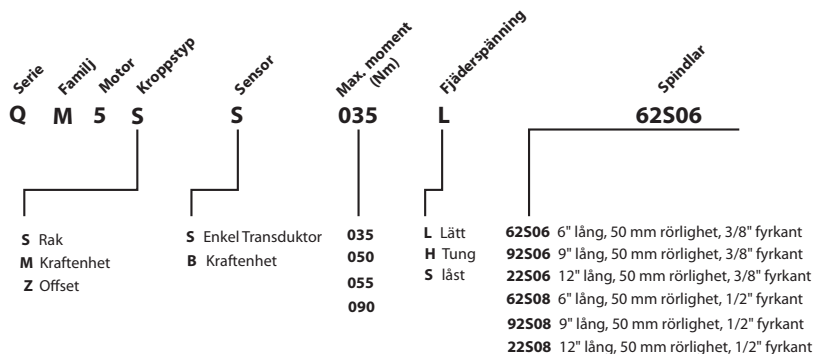 Serie Familj Motor Kroppstyp Sensor Max. moment (Nm) Fjäderspänning Spindlar
Q M 5 S S 035 L 62S06
S Rak
M Kraftenhet
Z Offset
S Enkel Transduktor
B Kraftenhet
035
050
055
090
L Lätt
H Tung
S låst
62S06 6" lång, 50 mm rörlighet, 3/8" fyrkant
92S06 9" lång, 50 mm rörlighet, 3/8" fyrkant
22S06 12" lång, 50 mm rörlighet, 3/8" fyrkant
62S08 6" lång, 50 mm rörlighet, 1/2" fyrkant
92S08 9" lång, 50 mm rörlighet, 1/2" fyrkant
22S08 12" lång, 50 mm rörlighet, 1/2" fyrkant